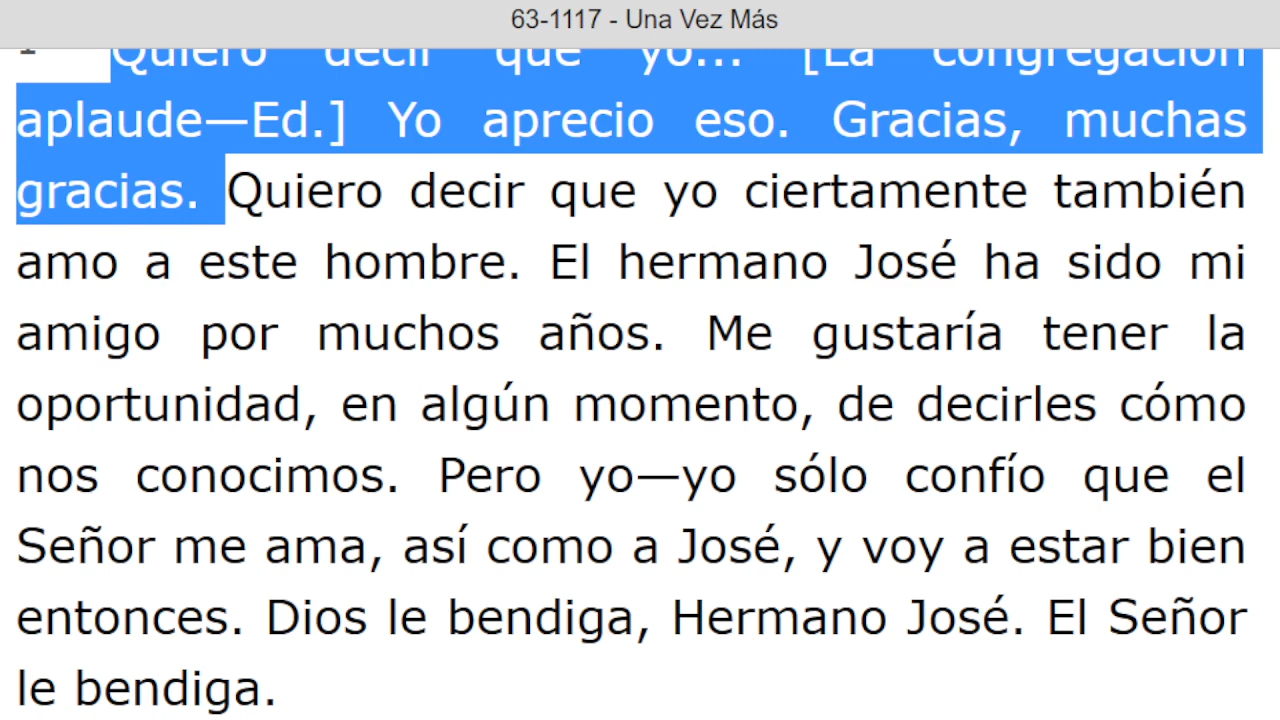 63-1117 - Una Vez Más
1 Quiero decir que yo... [La congregación
aplaude—Ed.] Yo aprecio eso. Gracias, muchas
gracias. Quiero decir que yo ciertamente también
amo a este hombre. El hermano José ha sido mi
amigo por muchos años. Me gustaría tener la
oportunidad, en algún momento, de decirles cómo
nos conocimos. Pero yo—yo sólo confío que el
Señor me ama, así como a José, y voy a estar bien
entonces. Dios le bendiga, Hermano José. El Señor
le bendiga.